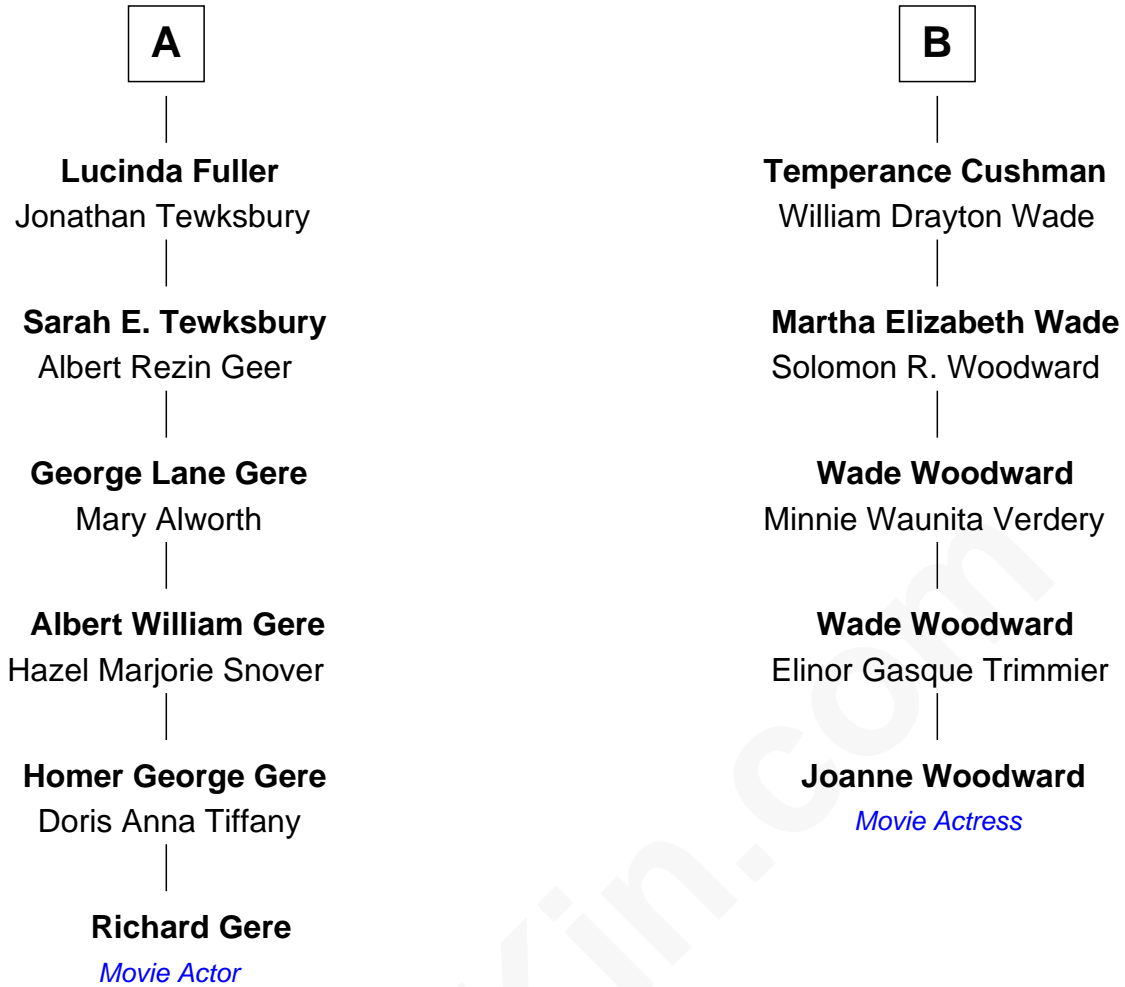 A
Lucinda Fuller
Jonathan Tewksbury
Sarah E. Tewksbury
Albert Rezin Geer
George Lane Gere
Mary Alworth
Albert William Gere
Hazel Marjorie Snover
Homer George Gere
Doris Anna Tiffany
Richard Gere
Movie Actor
B
Temperance Cushman
William Drayton Wade
Martha Elizabeth Wade
Solomon R. Woodward
Wade Woodward
Minnie Waunita Verdery
Wade Woodward
Elinor Gasque Trimmier
Joanne Woodward
Movie Actress